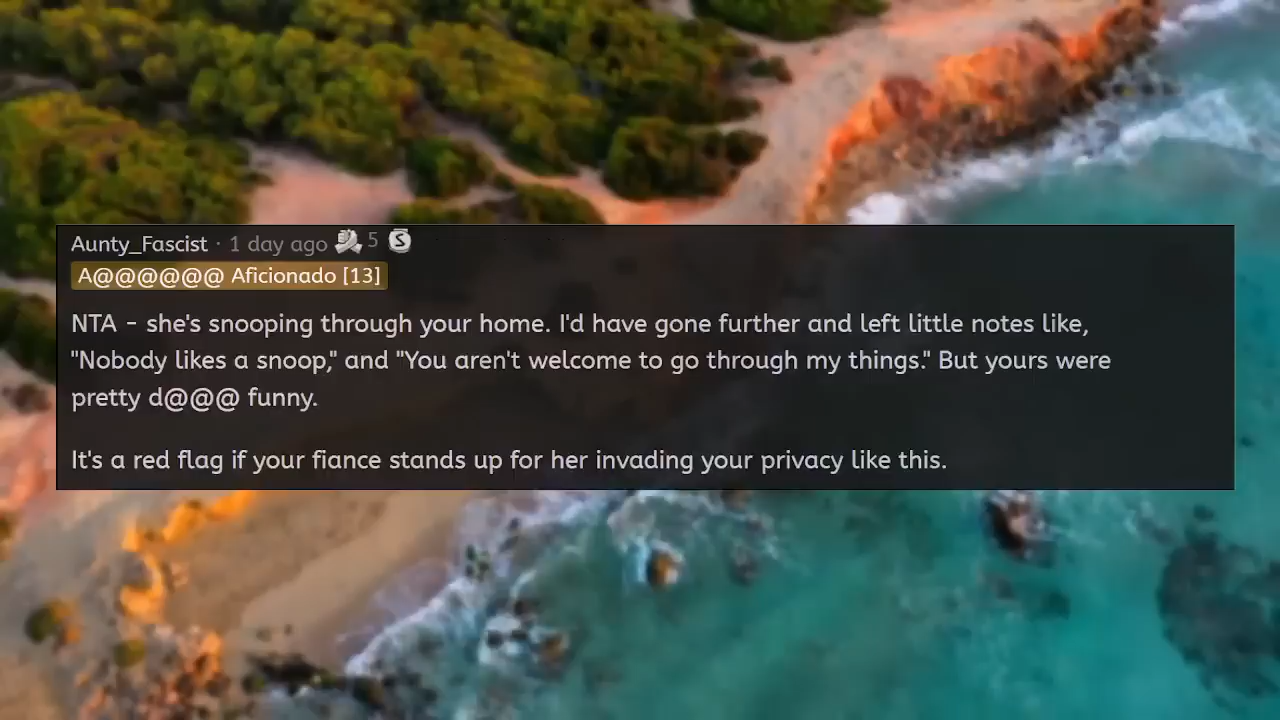 Aunty_Fascist · 1 day ago 5 S
A@@@@@@ Aficionado [13]
NTA - she's snooping through your home. I'd have gone further and left little notes like,
"Nobody likes a snoop," and "You aren't welcome to go through my things." But yours were
pretty d@@@ funny.
It's a red flag if your fiance stands up for her invading your privacy like this.